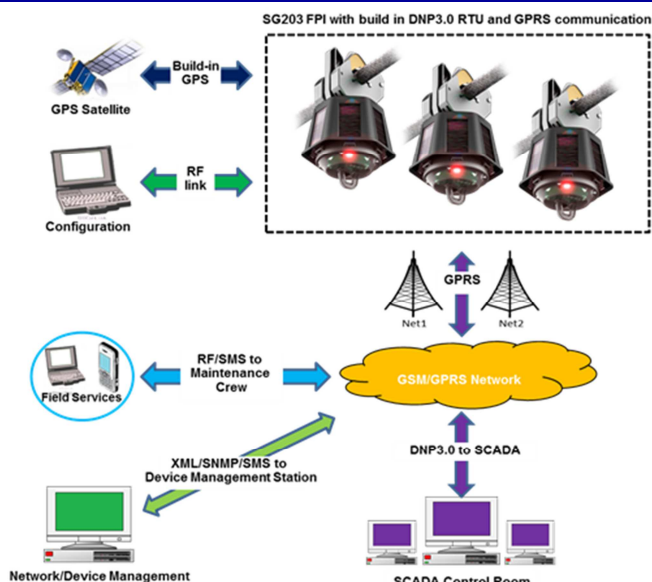 SG203 FPI with build in DNP3.0 RTU and GPRS communication
Build-in
GPS
GPS Satellite
RF
link
Configuration
GPRS
Net1
Net2
RF/SMS to
Maintenance
Crew
Field Services
GSM/GPRS Network
DNP3.0 to SCADA
XML/SNMP/SMS to
Device Management Station
Network/Device Management
SCADA Control Room